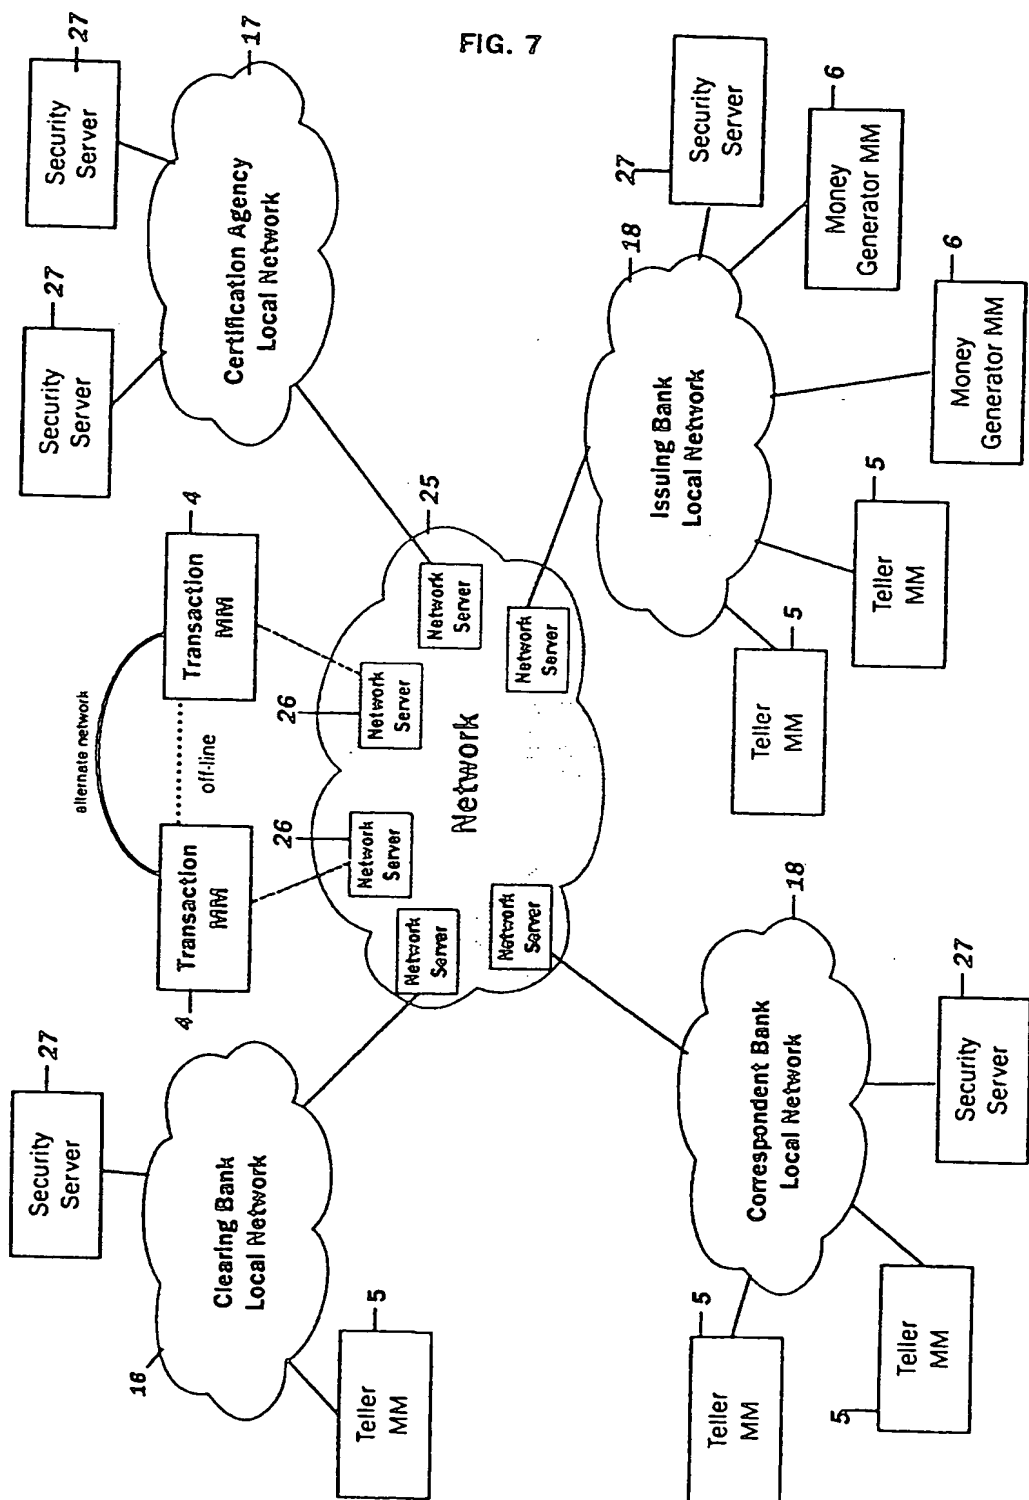 FIG. 7
Security
Server
27
Security
Server
27
17
Certification Agency
Local Network
alternate network
off-line
Transaction
MM
4
Transaction
MM
4
25
Network
Network
Server
26
Network
Server
26
Network
Server
Network
Server
Network
Server
Network
Server
Security
Server
27
16
Clearing Bank
Local Network
Teller
MM
5
18
Issuing Bank
Local Network
27
Security
Server
Money
Generator MM
6
Money
Generator MM
6
Teller
MM
5
Teller
MM
5
18
Correspondent Bank
Local Network
Security
Server
27
Teller
MM
5
Teller
MM
5